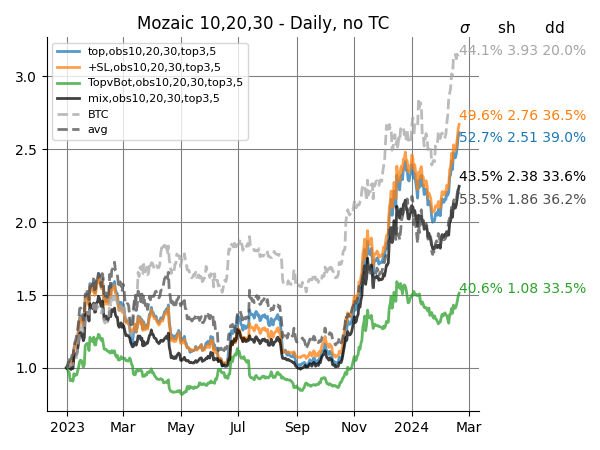 Mozaic 10,20,30 - Daily, no TC
σ sh dd
top,obs10,20,30,top3,5
+SL,obs10,20,30,top3,5
TopvBot,obs10,20,30,top3,5
mix,obs10,20,30,top3,5
BTC
avg
44.1% 3.93 20.0%
49.6% 2.76 36.5%
52.7% 2.51 39.0%
43.5% 2.38 33.6%
53.5% 1.86 36.2%
40.6% 1.08 33.5%
3.0
2.5
2.0
1.5
1.0
2023 Mar May Jul Sep Nov 2024 Mar